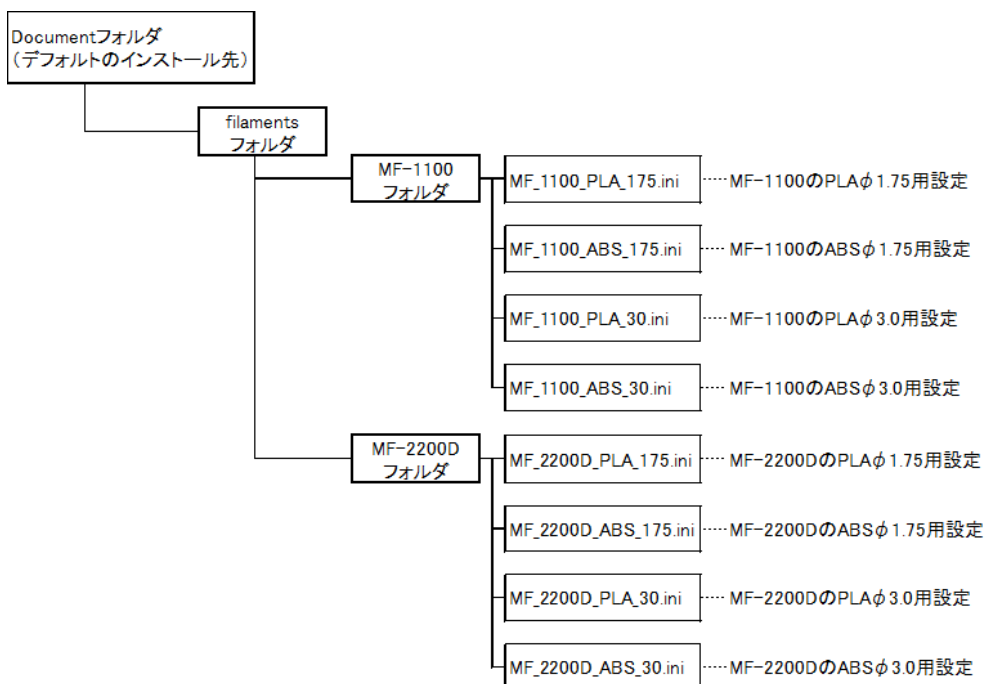 Documentフォルダ
(デフォルトのインストール先)
filaments
フォルダ
MF-1100
フォルダ
MF_1100_PLA_175.ini
MF-1100のPLAφ1.75用設定
MF_1100_ABS_175.ini
MF-1100のABSφ1.75用設定
MF_1100_PLA_30.ini
MF-1100のPLAφ3.0用設定
MF_1100_ABS_30.ini
MF-1100のABSφ3.0用設定
MF-2200D
フォルダ
MF_2200D_PLA_175.ini
MF-2200DのPLAφ1.75用設定
MF_2200D_ABS_175.ini
MF-2200DのABSφ1.75用設定
MF_2200D_PLA_30.ini
MF-2200DのPLAφ3.0用設定
MF_2200D_ABS_30.ini
MF-2200DのABSφ3.0用設定